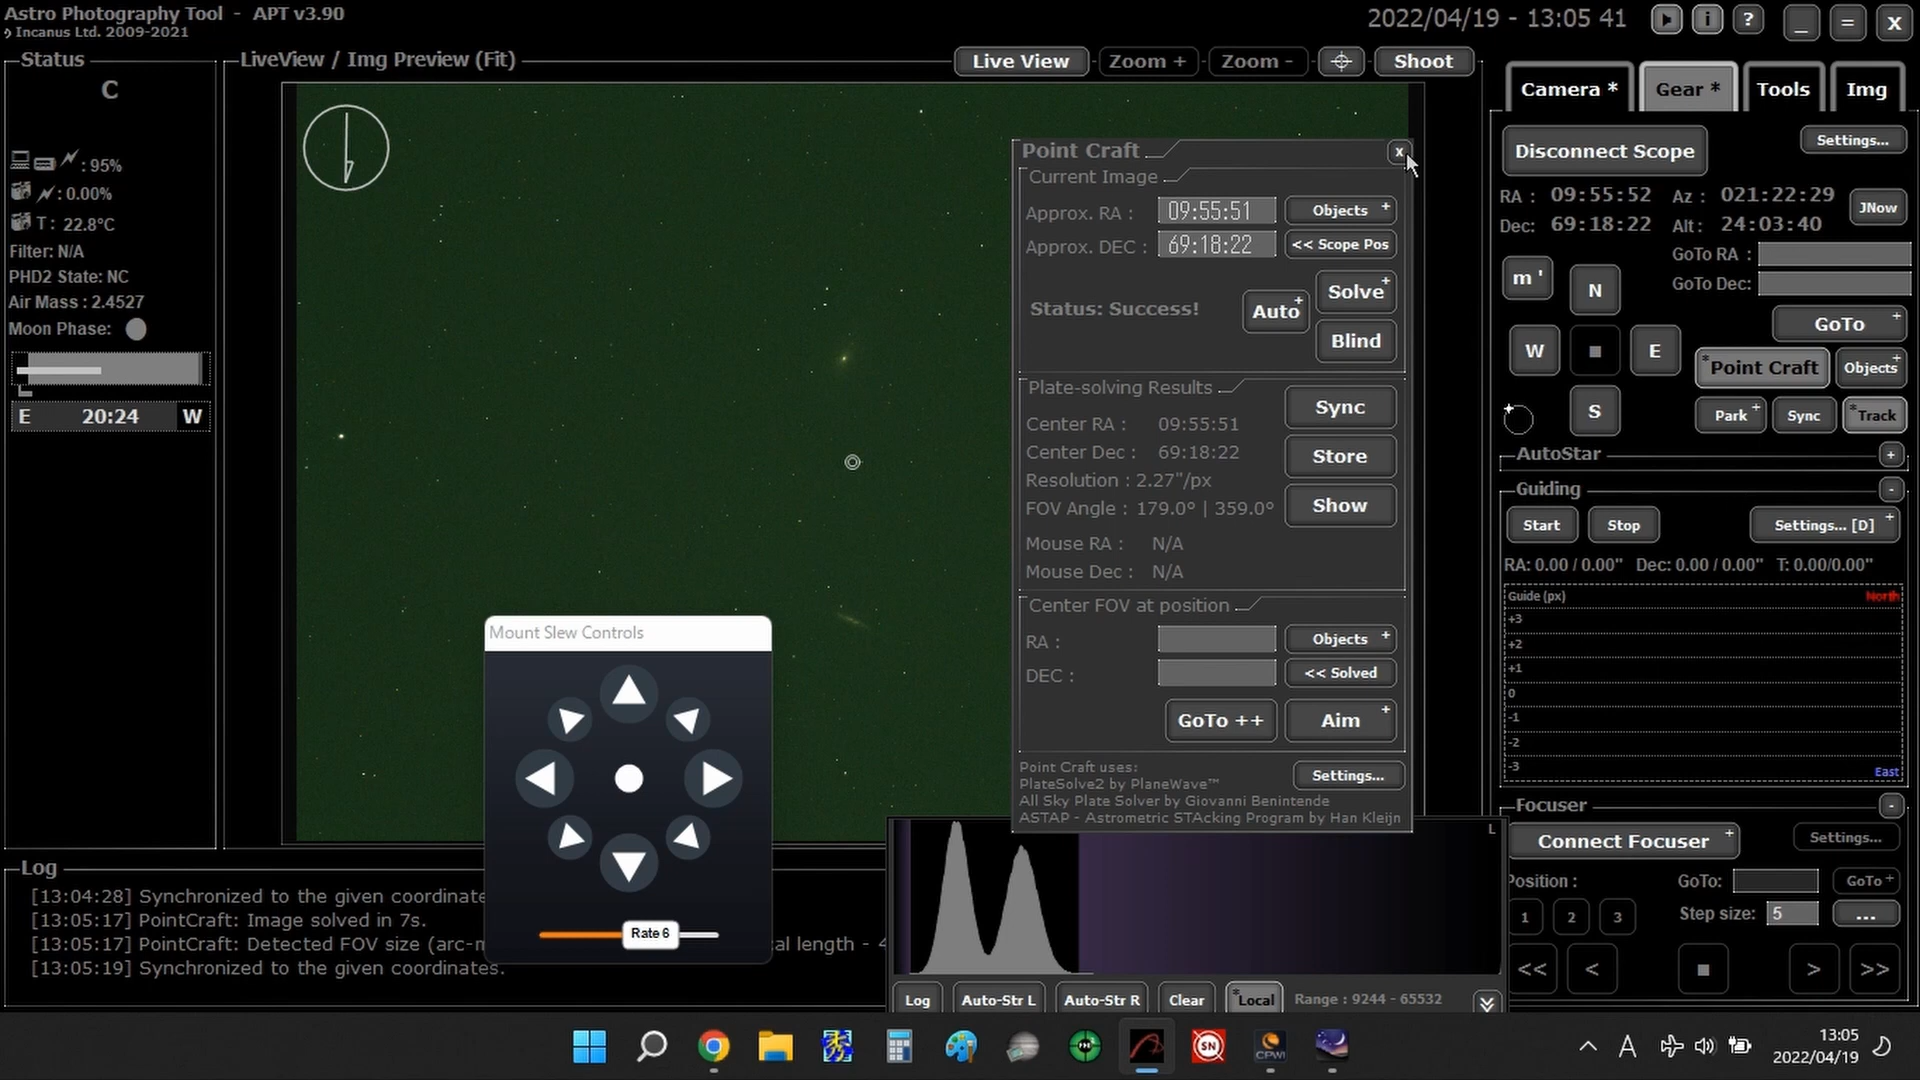 Astro Photography Tool - APT v3.90
Incanus Ltd. 2009-2021
2022/04/19 - 13:05 41
i
?
_
=
X
Status
C
: 95%
: 0.00%
T : 22.8°C
Filter: N/A
PHD2 State: NC
Air Mass : 2.4527
Moon Phase:
E 20:24 W
LiveView / Img Preview (Fit)
Live View
Zoom +
Zoom -
Shoot
Point Craft
x
Current Image
Approx. RA : 09:55:51 Objects +
Approx. DEC : 69:18:22 << Scope Pos
Status: Success!
Auto +
Solve +
Blind
Plate-solving Results
Center RA : 09:55:51
Center Dec : 69:18:22
Resolution : 2.27"/px
FOV Angle : 179.0° | 359.0°
Mouse RA : N/A
Mouse Dec : N/A
Sync
Store
Show
Center FOV at position
RA : Objects +
DEC : << Solved
GoTo ++
Aim +
Point Craft uses:
PlateSolve2 by PlaneWave™
All Sky Plate Solver by Giovanni Benintende
ASTAP - Astrometric STAcking Program by Han Kleijn
Settings...
Mount Slew Controls
Rate 6
Camera *
Gear *
Tools
Img
Disconnect Scope
Settings...
RA : 09:55:52 Az : 021:22:29
Dec: 69:18:22 Alt : 24:03:40
JNow
GoTo RA :
GoTo Dec:
m '
N
W
E
S
GoTo +
*Point Craft
Objects +
Park +
Sync
*Track
AutoStar +
Guiding -
Start
Stop
Settings... [D] +
RA: 0.00 / 0.00" Dec: 0.00 / 0.00" T: 0.00/0.00"
Guide (px) North
+3
+2
+1
0
-1
-2
-3
East
Focuser -
Connect Focuser +
Settings...
Position :
GoTo:
GoTo +
1
2
3
Step size: 5
...
<<
<
>
>>
Log
[13:04:28] Synchronized to the given coordinate
[13:05:17] PointCraft: Image solved in 7s.
[13:05:17] PointCraft: Detected FOV size (arc-m al length - 4
[13:05:19] Synchronized to the given coordinates.
L
Log
Auto-Str L
Auto-Str R
Clear
*Local
Range : 9244 - 65532
SN
CPWI
A
13:05
2022/04/19